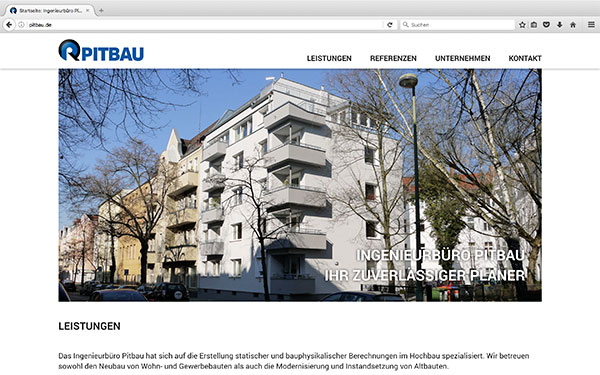 Startseite: Ingenieurbüro Pl...
pitbau.de
Suchen
PITBAU
LEISTUNGEN REFERENZEN UNTERNEHMEN KONTAKT
INGENIEURBÜRO PITBAU
IHR ZUVERLÄSSIGER PLANER
LEISTUNGEN
Das Ingenieurbüro Pitbau hat sich auf die Erstellung statischer und bauphysikalischer Berechnungen im Hochbau spezialisiert. Wir betreuen
sowohl den Neubau von Wohn- und Gewerbebauten als auch die Modernisierung und Instandsetzung von Altbauten.